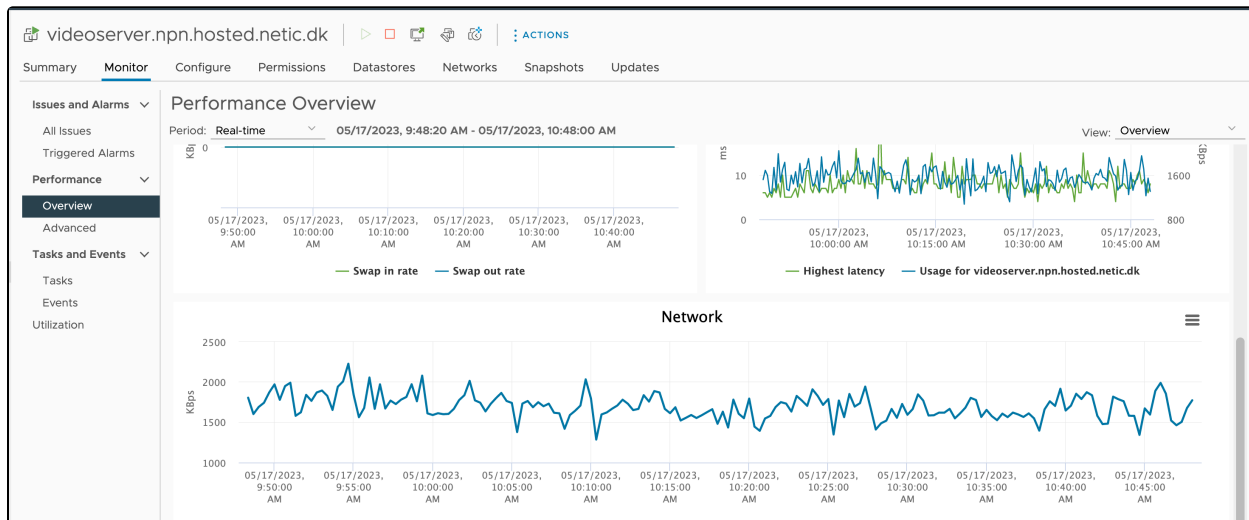 videoserver.npn.hosted.netic.dk ACTIONS
Summary Monitor Configure Permissions Datastores Networks Snapshots Updates
Issues and Alarms
All Issues
Triggered Alarms
Performance
Overview
Advanced
Tasks and Events
Tasks
Events
Utilization
Performance Overview
Period: Real-time 05/17/2023, 9:48:20 AM - 05/17/2023, 10:48:00 AM View: Overview
0
05/17/2023, 05/17/2023, 05/17/2023, 05/17/2023, 05/17/2023, 05/17/2023,
9:50:00 10:00:00 10:10:00 10:20:00 10:30:00 10:40:00
AM AM AM AM AM AM
Swap in rate Swap out rate
ms
10 1600
0 800
05/17/2023, 05/17/2023, 05/17/2023, 05/17/2023,
10:00:00 AM 10:15:00 AM 10:30:00 AM 10:45:00 AM
Highest latency Usage for videoserver.npn.hosted.netic.dk
Network
KBps
2500
2000
1500
1000
05/17/2023, 05/17/2023, 05/17/2023, 05/17/2023, 05/17/2023, 05/17/2023, 05/17/2023, 05/17/2023, 05/17/2023, 05/17/2023, 05/17/2023, 05/17/2023,
9:50:00 9:55:00 10:00:00 10:05:00 10:10:00 10:15:00 10:20:00 10:25:00 10:30:00 10:35:00 10:40:00 10:45:00
AM AM AM AM AM AM AM AM AM AM AM AM